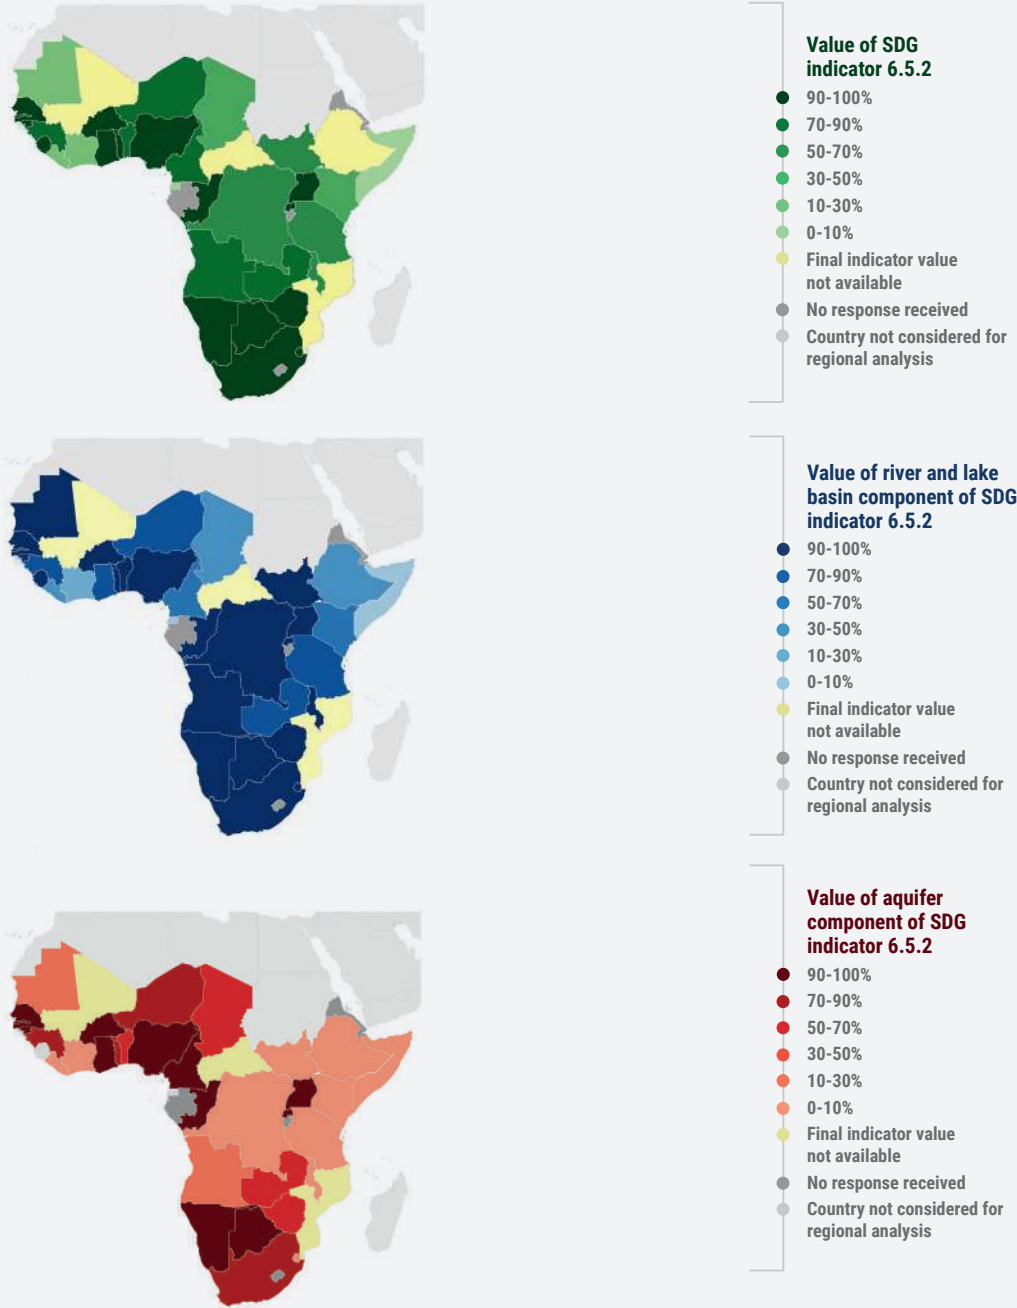 Value of SDG
indicator 6.5.2
90-100%
70-90%
50-70%
30-50%
10-30%
0-10%
Final indicator value
not available
No response received
Country not considered for
regional analysis
Value of river and lake
basin component of SDG
indicator 6.5.2
90-100%
70-90%
50-70%
30-50%
10-30%
0-10%
Final indicator value
not available
No response received
Country not considered for
regional analysis
Value of aquifer
component of SDG
indicator 6.5.2
90-100%
70-90%
50-70%
30-50%
10-30%
0-10%
Final indicator value
not available
No response received
Country not considered for
regional analysis